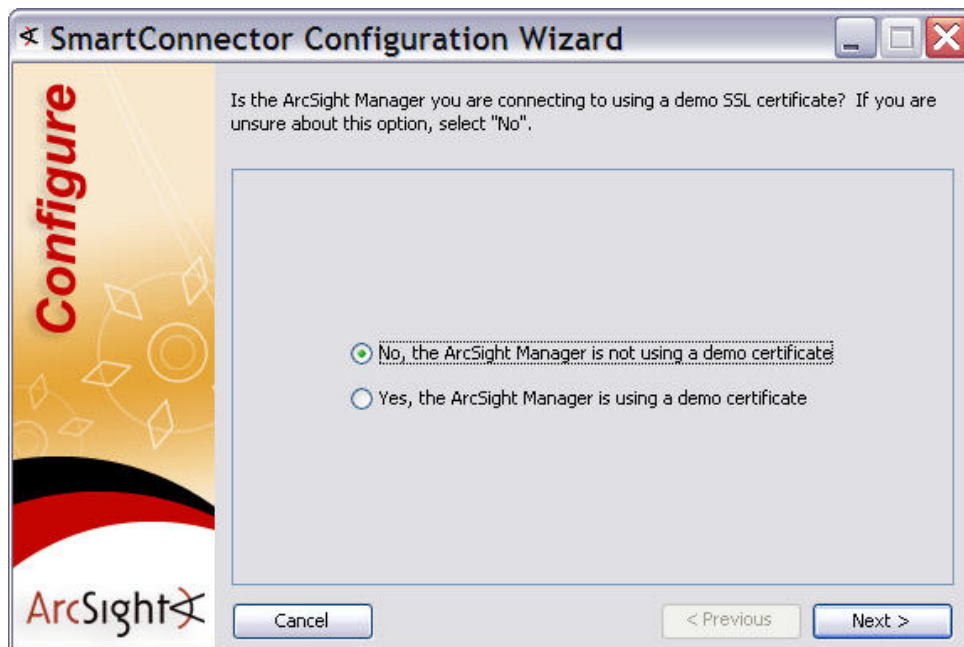 SmartConnector Configuration Wizard
Configure
Is the ArcSight Manager you are connecting to using a demo SSL certificate?  If you are
unsure about this option, select "No".
No, the ArcSight Manager is not using a demo certificate
Yes, the ArcSight Manager is using a demo certificate
ArcSight
Cancel
< Previous
Next >